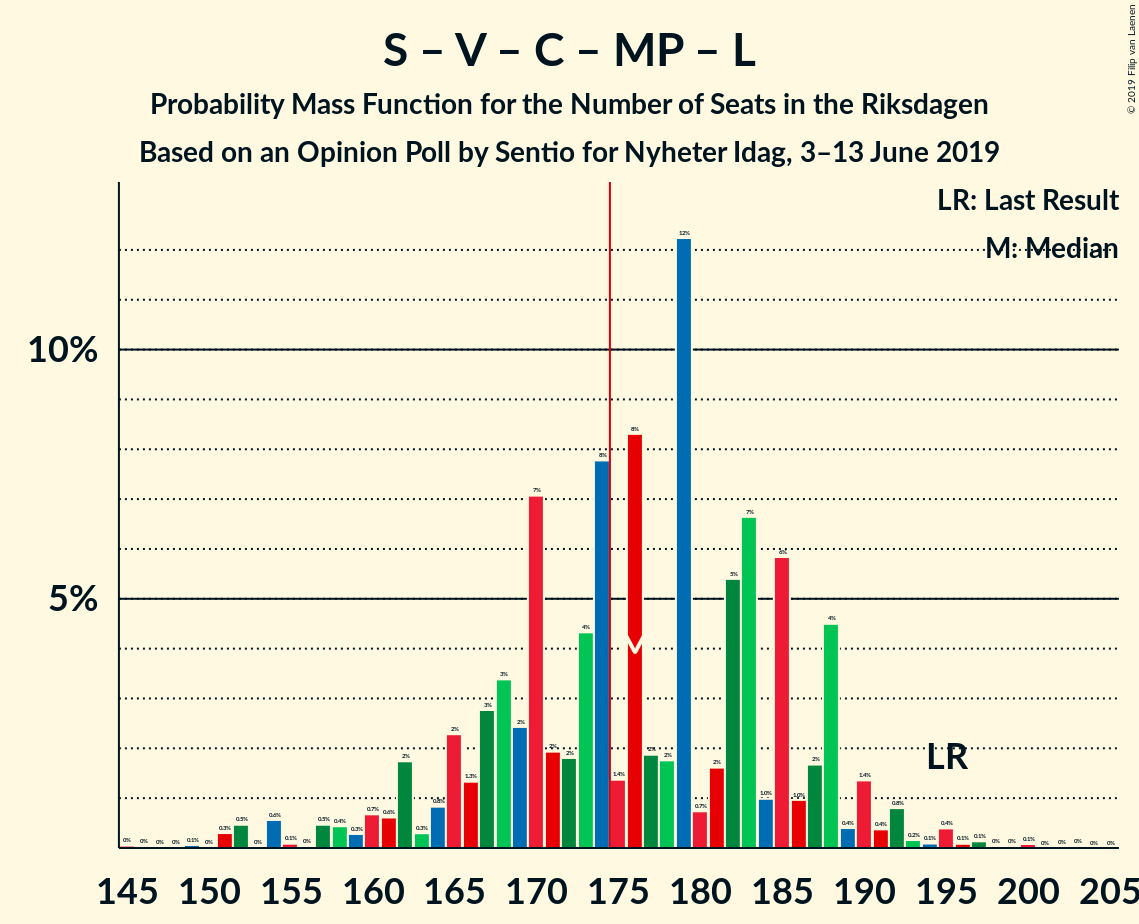 S – V – C – MP – L
Probability Mass Function for the Number of Seats in the Riksdagen
Based on an Opinion Poll by Sentio for Nyheter Idag, 3–13 June 2019
© 2019 Filip van Laenen
LR: Last Result
M: Median
10%
5%
0% 0% 0% 0% 0.1% 0% 0.3% 0.5% 0% 0.6% 0.1% 0% 0.5% 0.4% 0.3% 0.7% 0.6% 2% 0.3% 0.8% 2% 1.3% 3% 3% 2% 7% 2% 2% 4% 8% 1.4% 8% 2% 2% 12% 0.7% 2% 5% 7% 1.0% 6% 1.0% 2% 4% 0.4% 1.4% 0.4% 0.8% 0.2% 0.1% 0.4% 0.1% 0.1% 0% 0% 0.1% 0% 0% 0% 0% 0%
M
LR
145 150 155 160 165 170 175 180 185 190 195 200 205